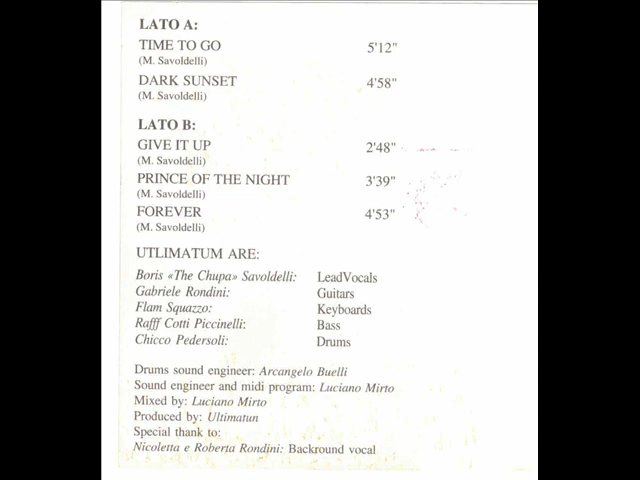 LATO A:
TIME TO GO 5'12"
(M. Savoldelli)
DARK SUNSET 4'58"
(M. Savoldelli)
LATO B:
GIVE IT UP 2'48"
(M. Savoldelli)
PRINCE OF THE NIGHT 3'39"
(M. Savoldelli)
FOREVER 4'53"
(M. Savoldelli)
UTLIMATUM ARE:
Boris «The Chupa» Savoldelli: LeadVocals
Gabriele Rondini: Guitars
Flam Squazzo: Keyboards
Rafff Cotti Piccinelli: Bass
Chicco Pedersoli: Drums
Drums sound engineer: Arcangelo Buelli
Sound engineer and midi program: Luciano Mirto
Mixed by: Luciano Mirto
Produced by: Ultimatun
Special thank to:
Nicoletta e Roberta Rondini: Backround vocal